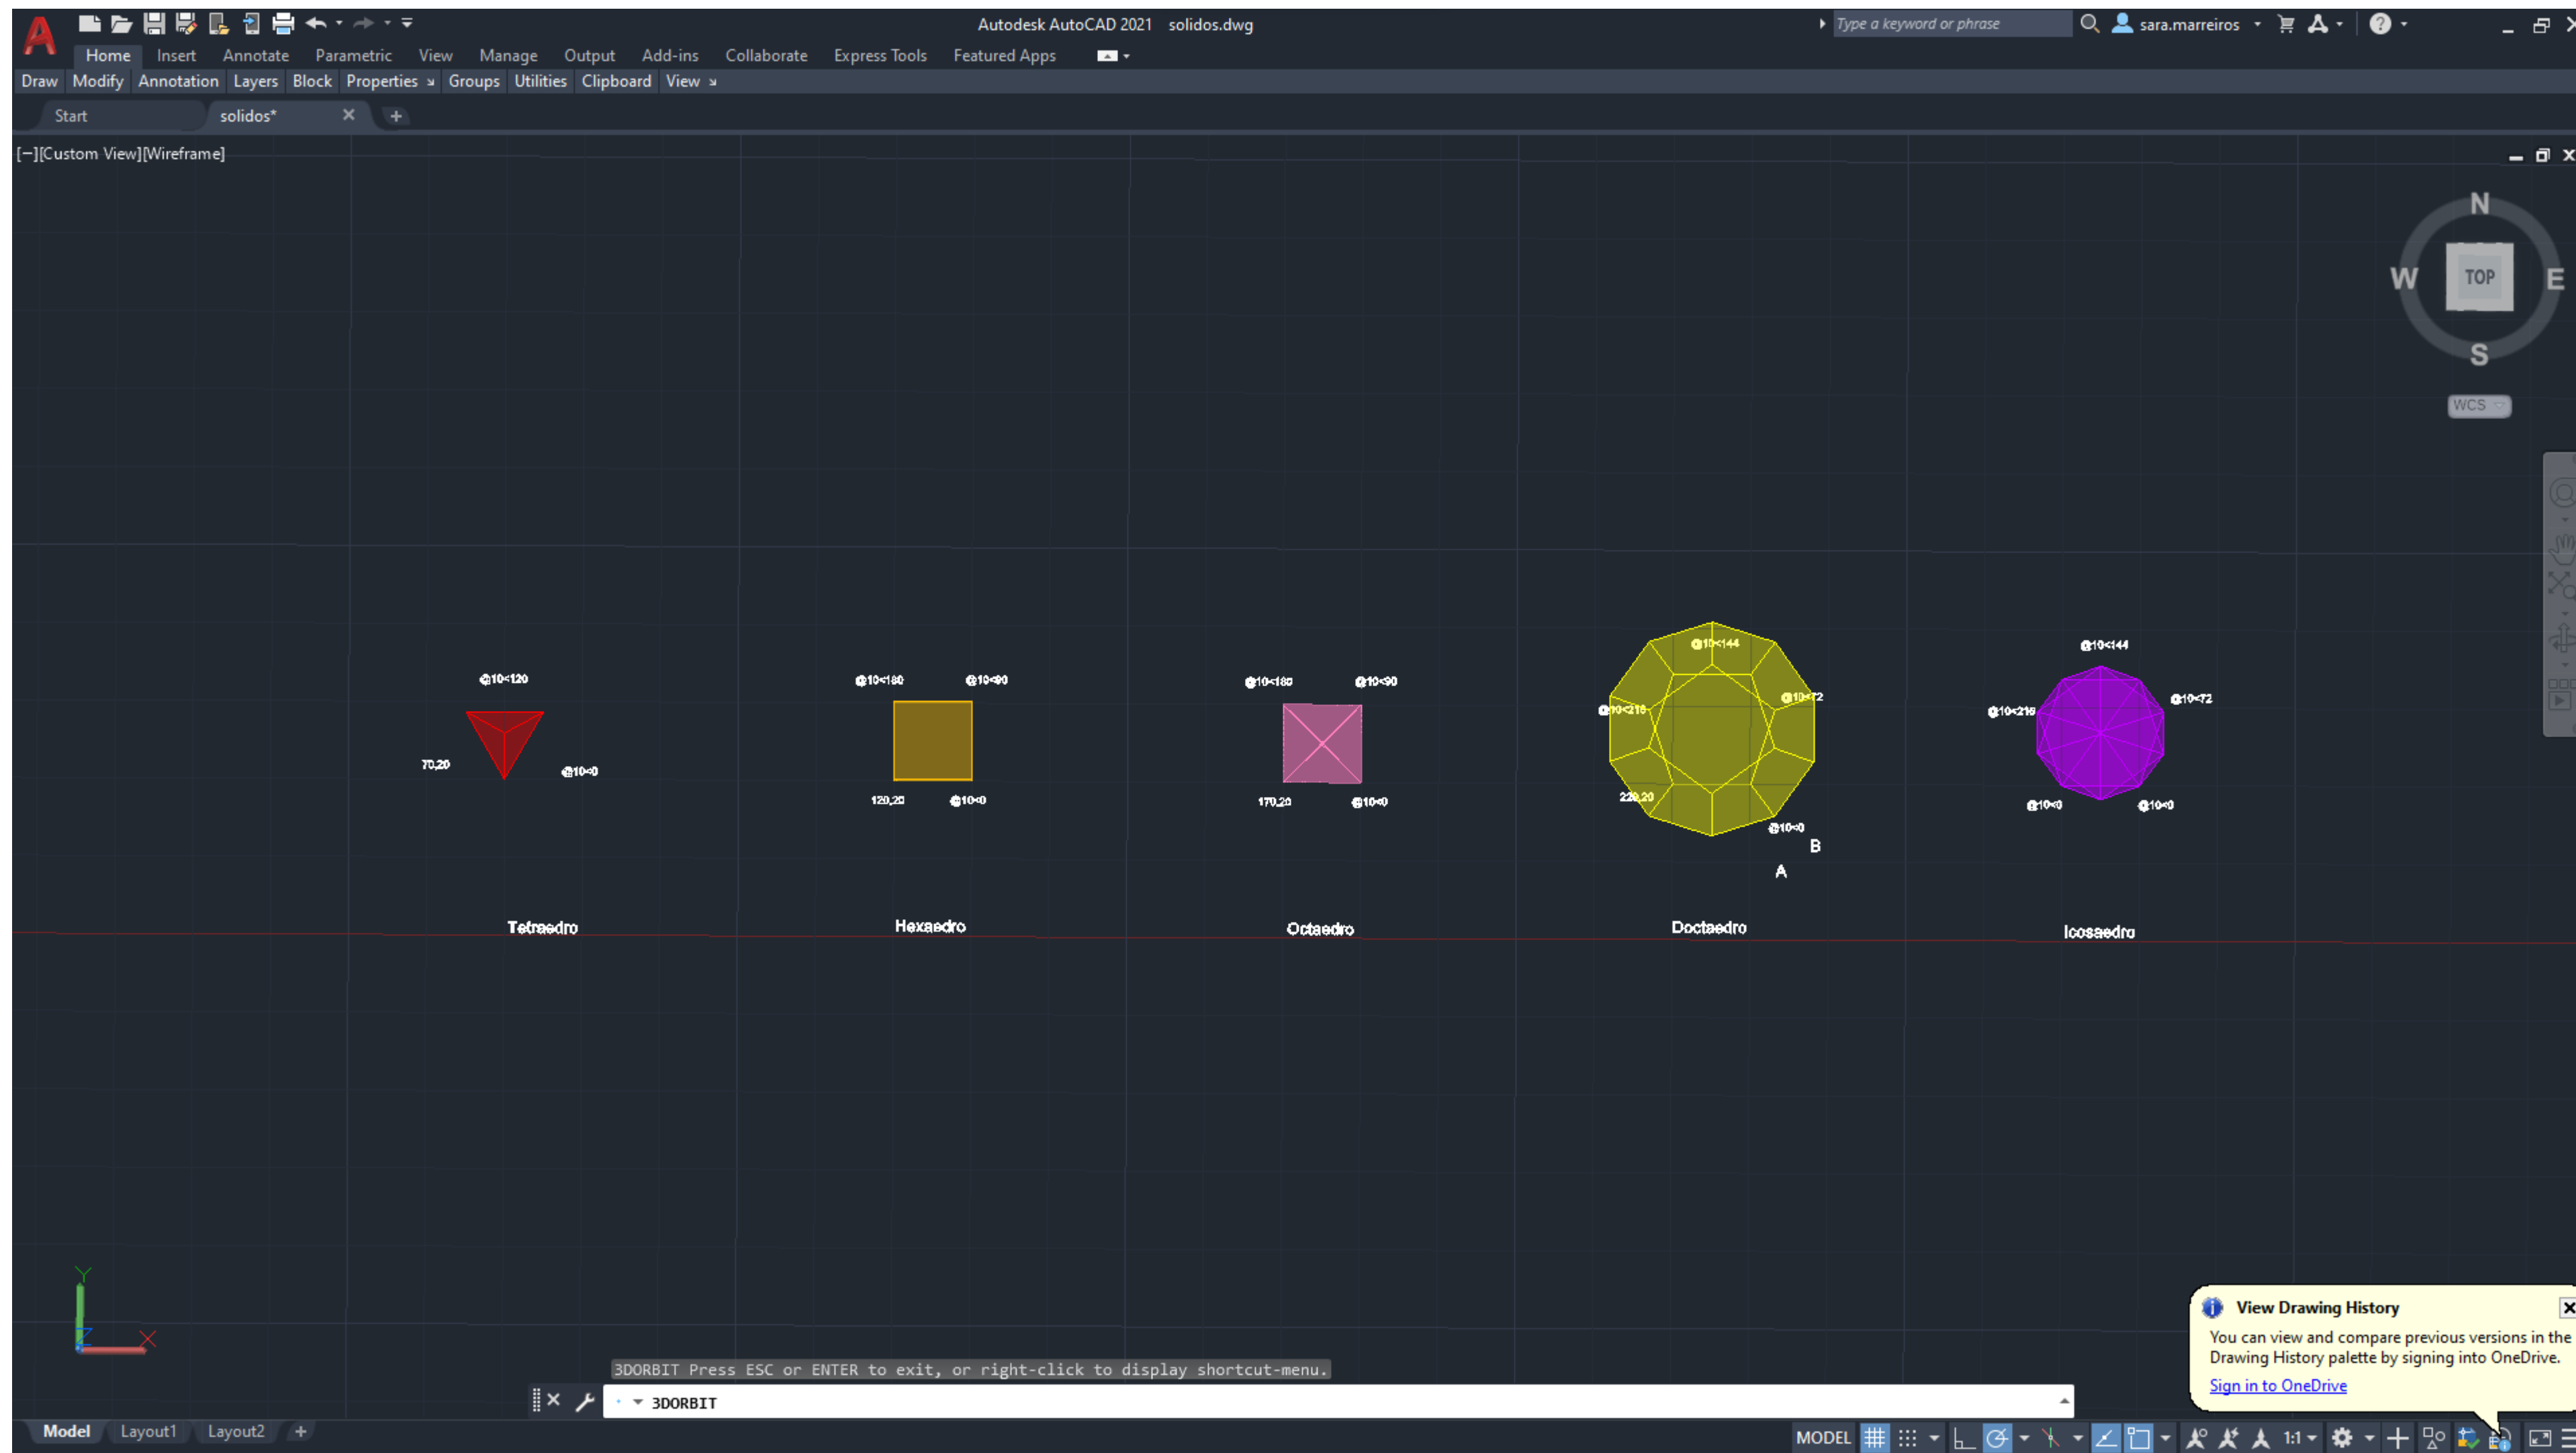 Autodesk AutoCAD 2021 solidos.dwg
Type a keyword or phrase
sara.marreiros
Home Insert Annotate Parametric View Manage Output Add-ins Collaborate Express Tools Featured Apps
Draw Modify Annotation Layers Block Properties Groups Utilities Clipboard View
Start solidos*
[−][Custom View][Wireframe]
N
W TOP E
S
WCS
@10<144 @10<144
@10<120 @10<180 @10<90 @10<180 @10<90
@10<72 @10<72
@10<216 @10<216
70,20 @10<0
120,20 @10<0 170,20 @10<0 220,20 @10<0 @10<0
@10<0
B
A
Tetraedro Hexaedro Octaedro Doctaedro Icosaedro
Y
Z X
View Drawing History
You can view and compare previous versions in the
Drawing History palette by signing into OneDrive.
Sign in to OneDrive
3DORBIT Press ESC or ENTER to exit, or right-click to display shortcut-menu.
3DORBIT
Model Layout1 Layout2
MODEL 1:1